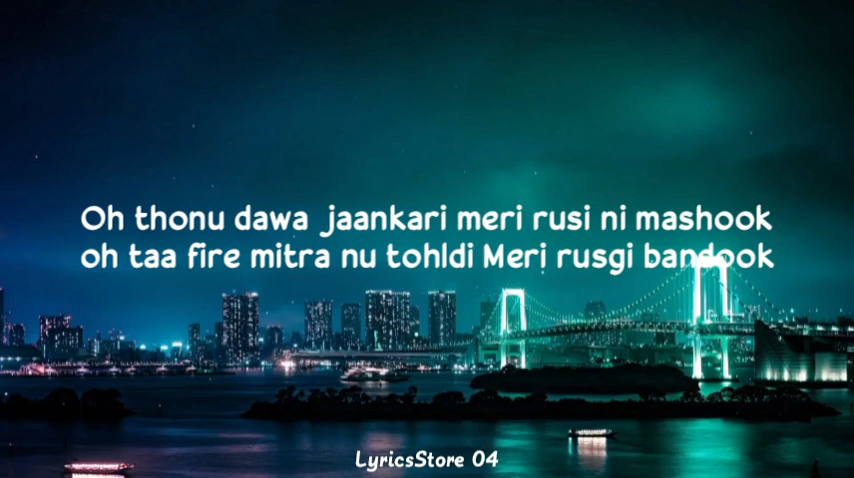 Oh thonu dawa jaankari meri rusi ni mashook
oh taa fire mitra nu tohldi Meri rusgi bandook
LyricsStore 04